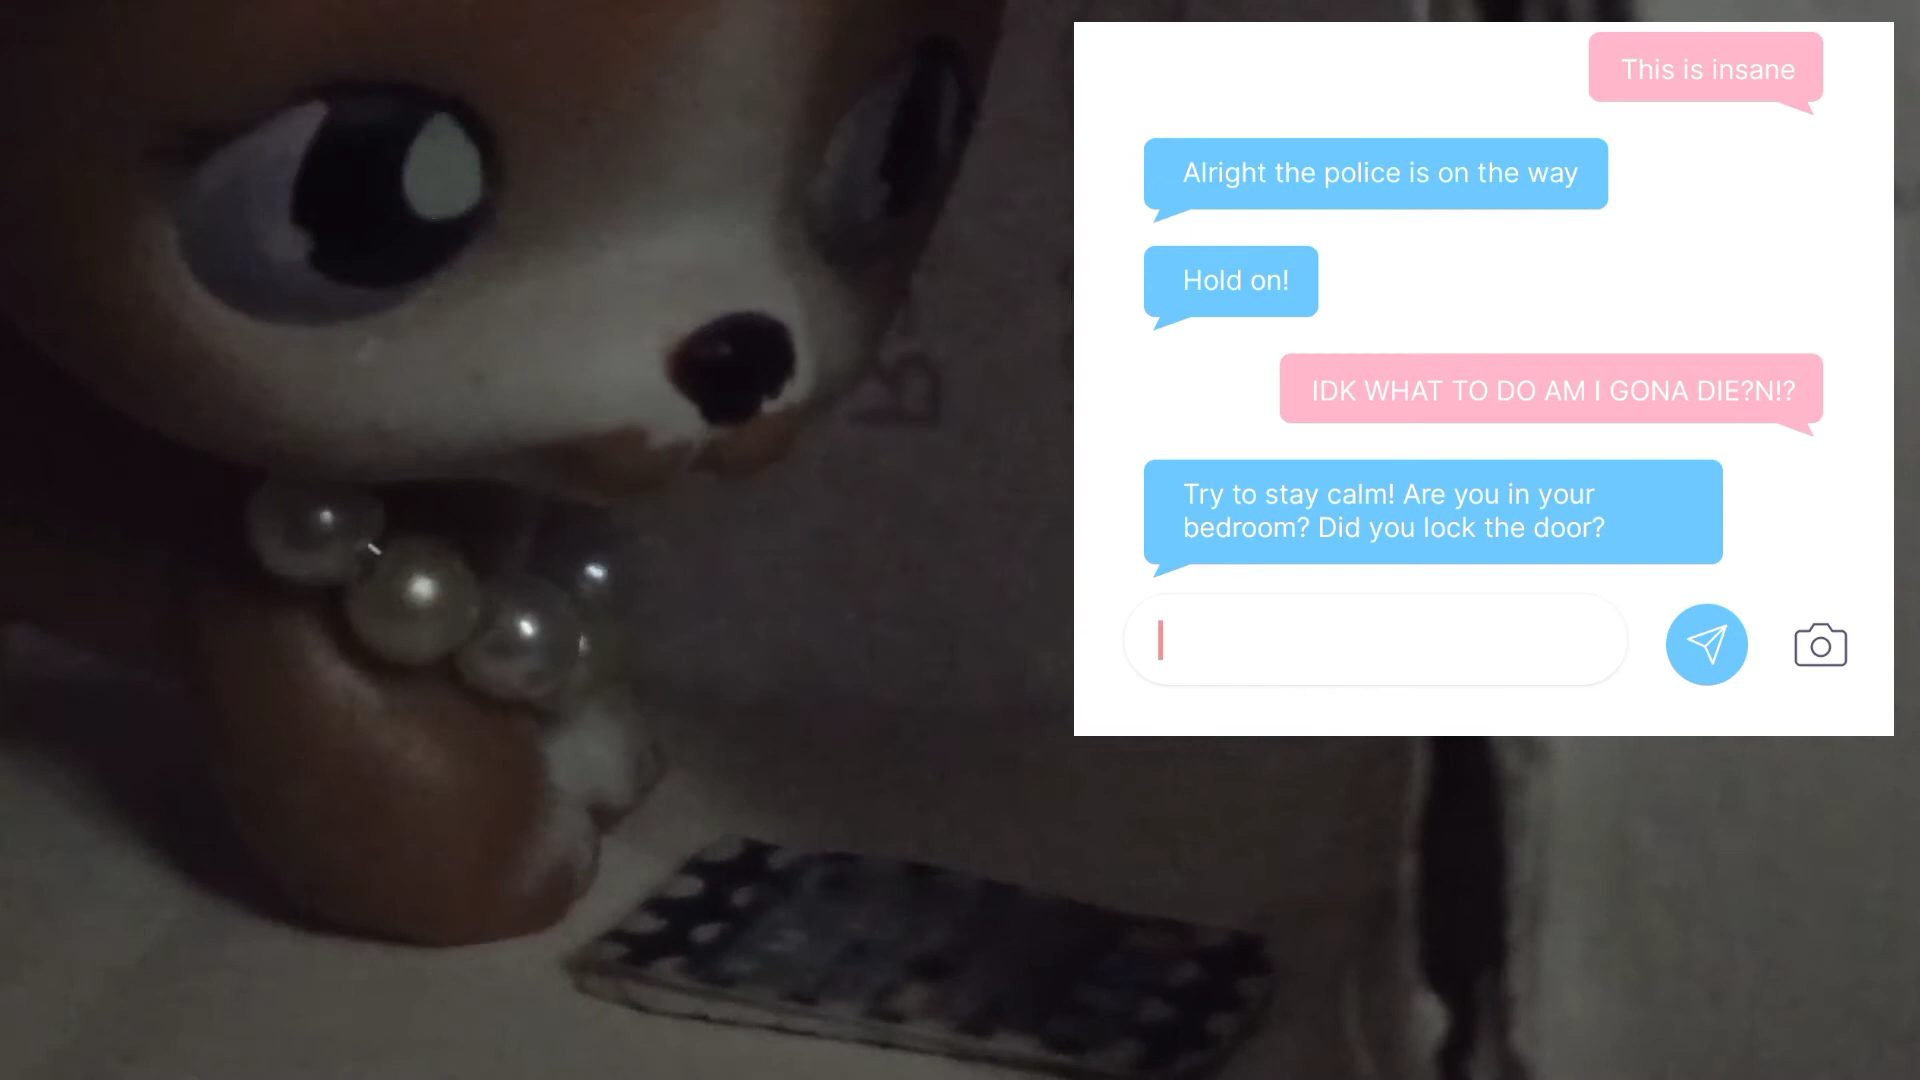 This is insane
Alright the police is on the way
Hold on!
IDK WHAT TO DO AM I GONA DIE?N!?
Try to stay calm! Are you in your
bedroom? Did you lock the door?